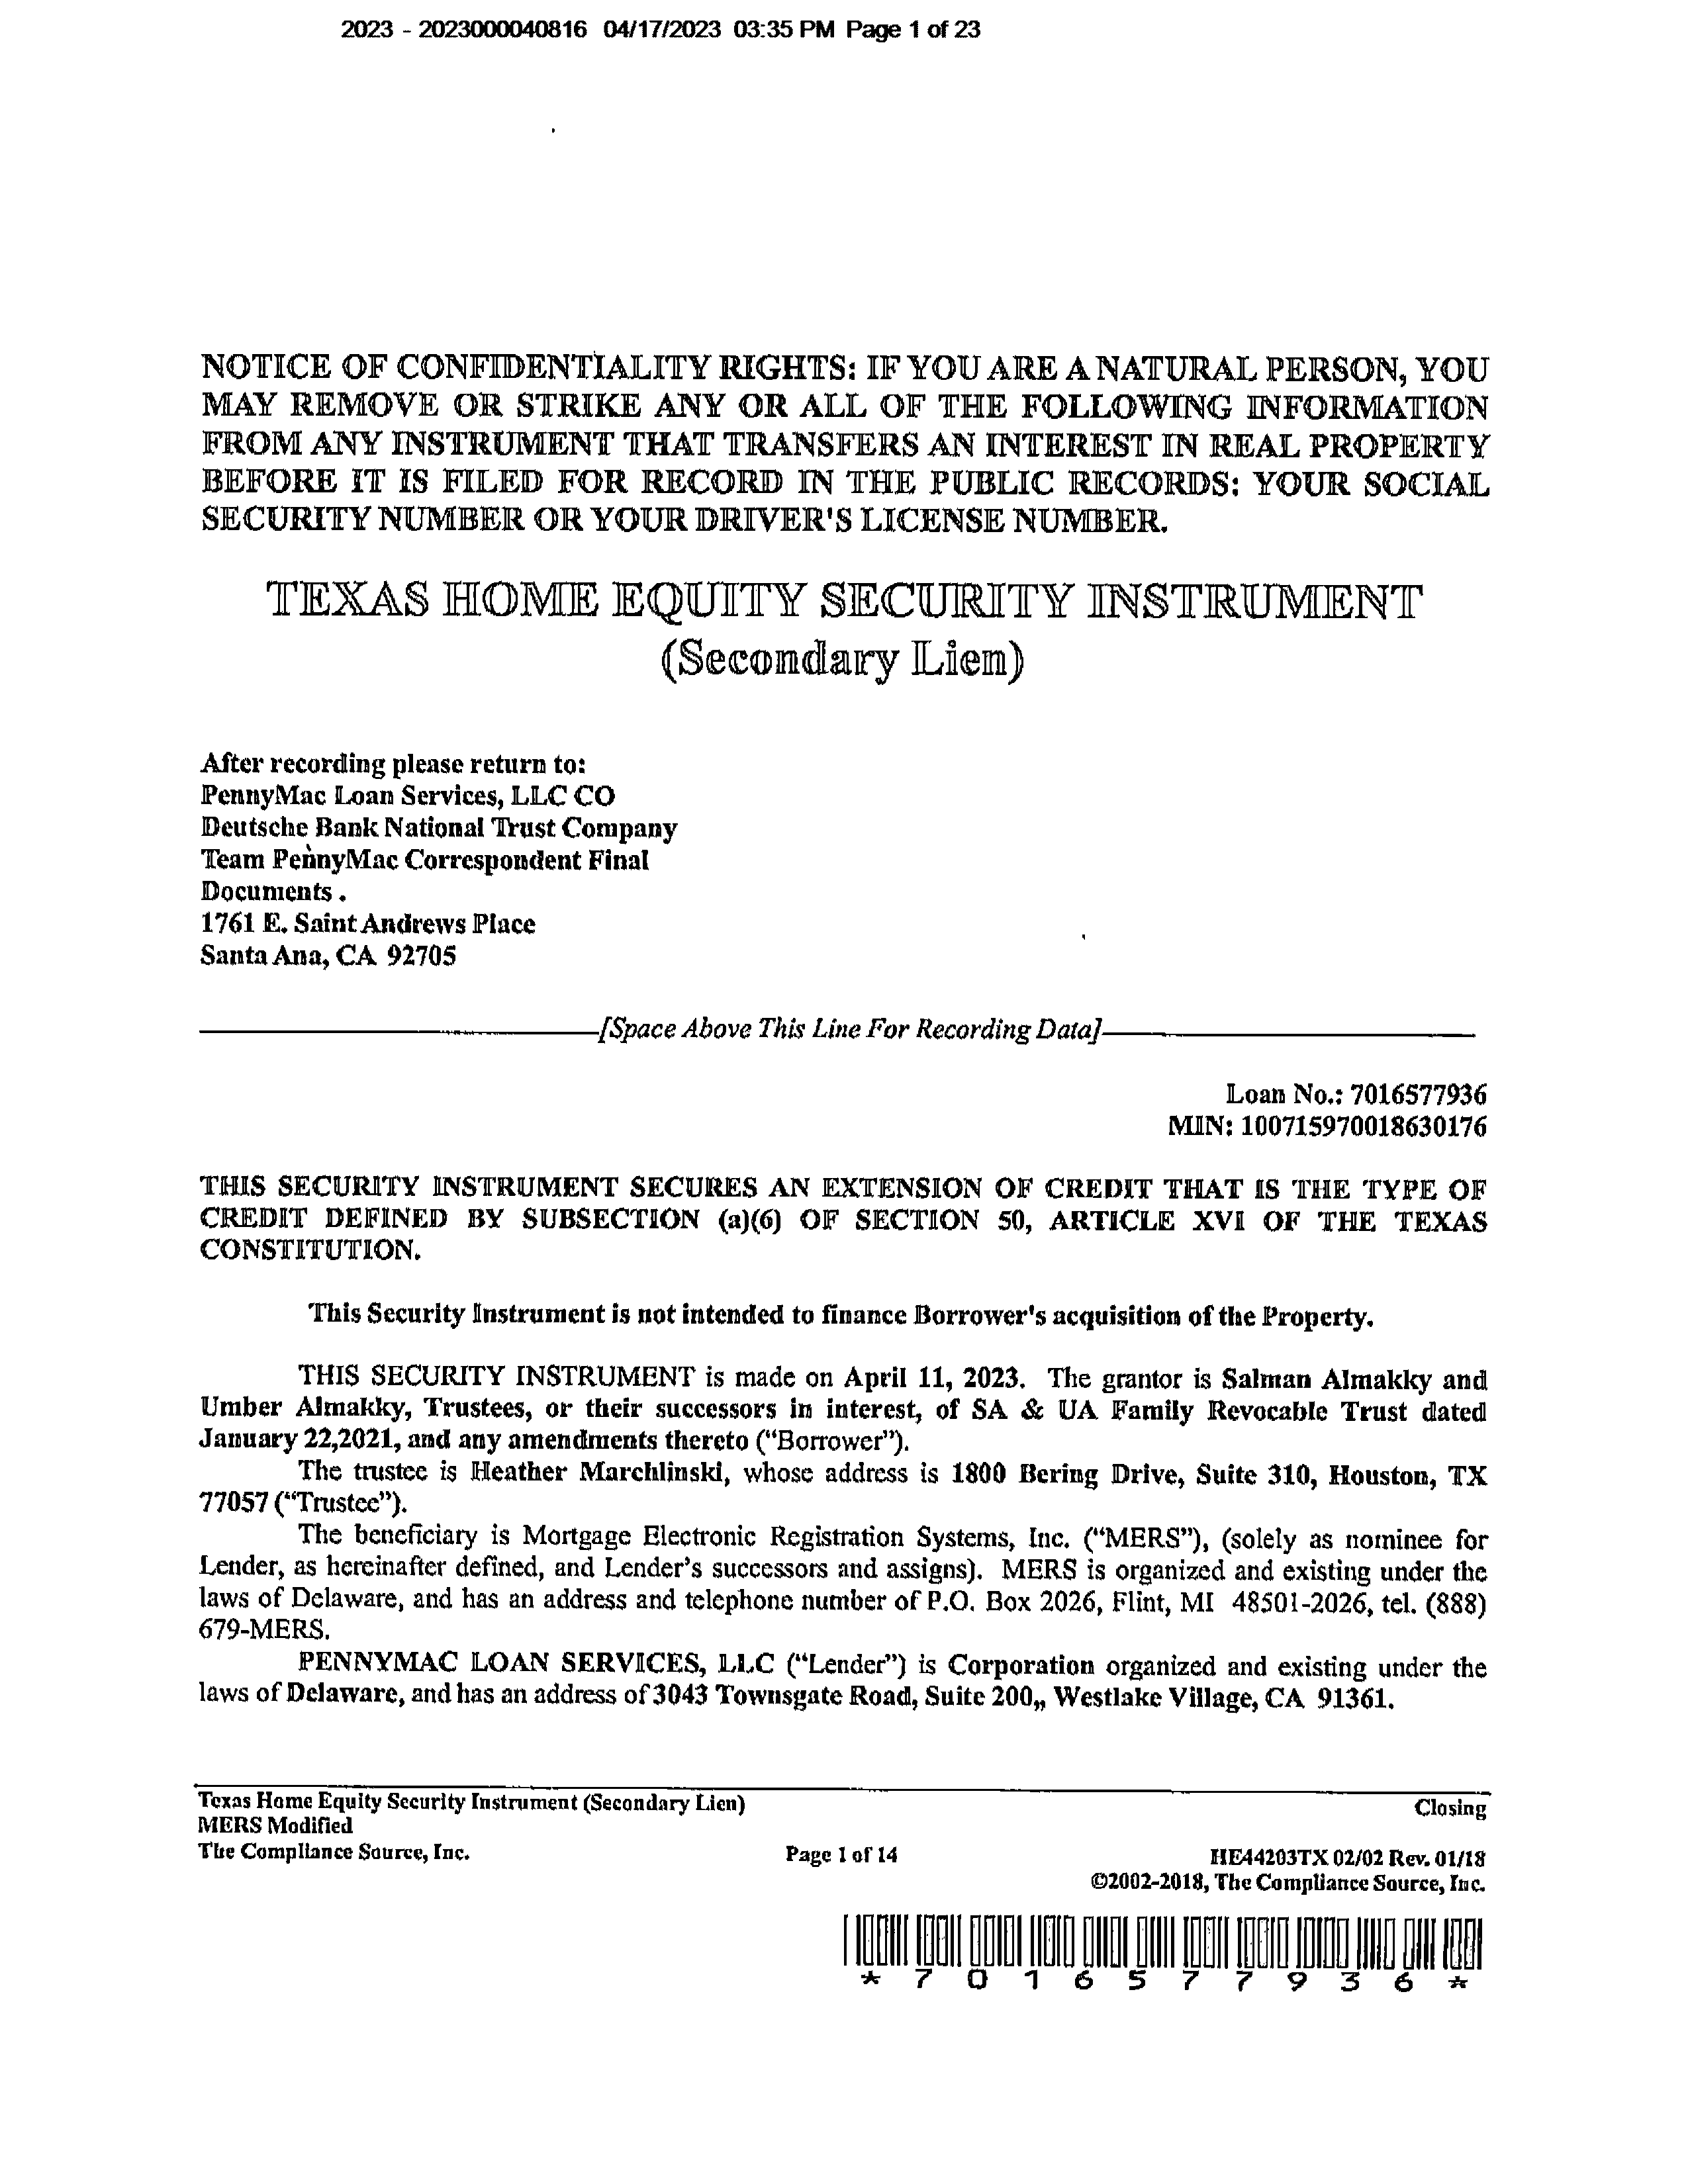 2023 - 2023000040816 04/17/2023 03:35 PM Page 1 of 23
NOTICE OF CONFIDENTIALITY RIGHTS: IF YOU ARE A NATURAL PERSON, YOU
MAY REMOVE OR STRIKE ANY OR ALL OF THE FOLLOWING INFORMATION
FROM ANY INSTRUMENT THAT TRANSFERS AN INTEREST IN REAL PROPERTY
BEFORE IT IS FILED FOR RECORD IN THE PUBLIC RECORDS: YOUR SOCIAL
SECURITY NUMBER OR YOUR DRIVER'S LICENSE NUMBER.
TEXAS HOME EQUITY SECURITY INSTRUMENT
(Secondary Lien)
After recording please return to:
PennyMac Loan Services, LLC CO
Deutsche Bank National Trust Company
Team PennyMac Correspondent Final
Documents .
1761 E. Saint Andrews Place
Santa Ana, CA 92705
[Space Above This Line For Recording Data]
Loan No.: 7016577936
MIN: 100715970018630176
THIS SECURITY INSTRUMENT SECURES AN EXTENSION OF CREDIT THAT IS THE TYPE OF
CREDIT DEFINED BY SUBSECTION (a)(6) OF SECTION 50, ARTICLE XVI OF THE TEXAS
CONSTITUTION.
This Security Instrument is not intended to finance Borrower's acquisition of the Property.
THIS SECURITY INSTRUMENT is made on April 11, 2023. The grantor is Salman Almakky and
Umber Almakky, Trustees, or their successors in interest, of SA & UA Family Revocable Trust dated
January 22,2021, and any amendments thereto (“Borrower”).
The trustee is Heather Marchlinski, whose address is 1800 Bering Drive, Suite 310, Houston, TX
77057 (“Trustee”).
The beneficiary is Mortgage Electronic Registration Systems, Inc. (“MERS”), (solely as nominee for
Lender, as hereinafter defined, and Lender’s successors and assigns). MERS is organized and existing under the
laws of Delaware, and has an address and telephone number of P.O. Box 2026, Flint, MI 48501-2026, tel. (888)
679-MERS.
PENNYMAC LOAN SERVICES, LLC (“Lender”) is Corporation organized and existing under the
laws of Delaware, and has an address of 3043 Townsgate Road, Suite 200,, Westlake Village, CA 91361.
Texas Home Equity Security Instrument (Secondary Lien) Closing
MERS Modified
The Compliance Source, Inc. Page 1 of 14 HE44203TX 02/02 Rev. 01/18
©2002-2018, The Compliance Source, Inc.
* 7 0 1 6 5 7 7 9 3 6 *